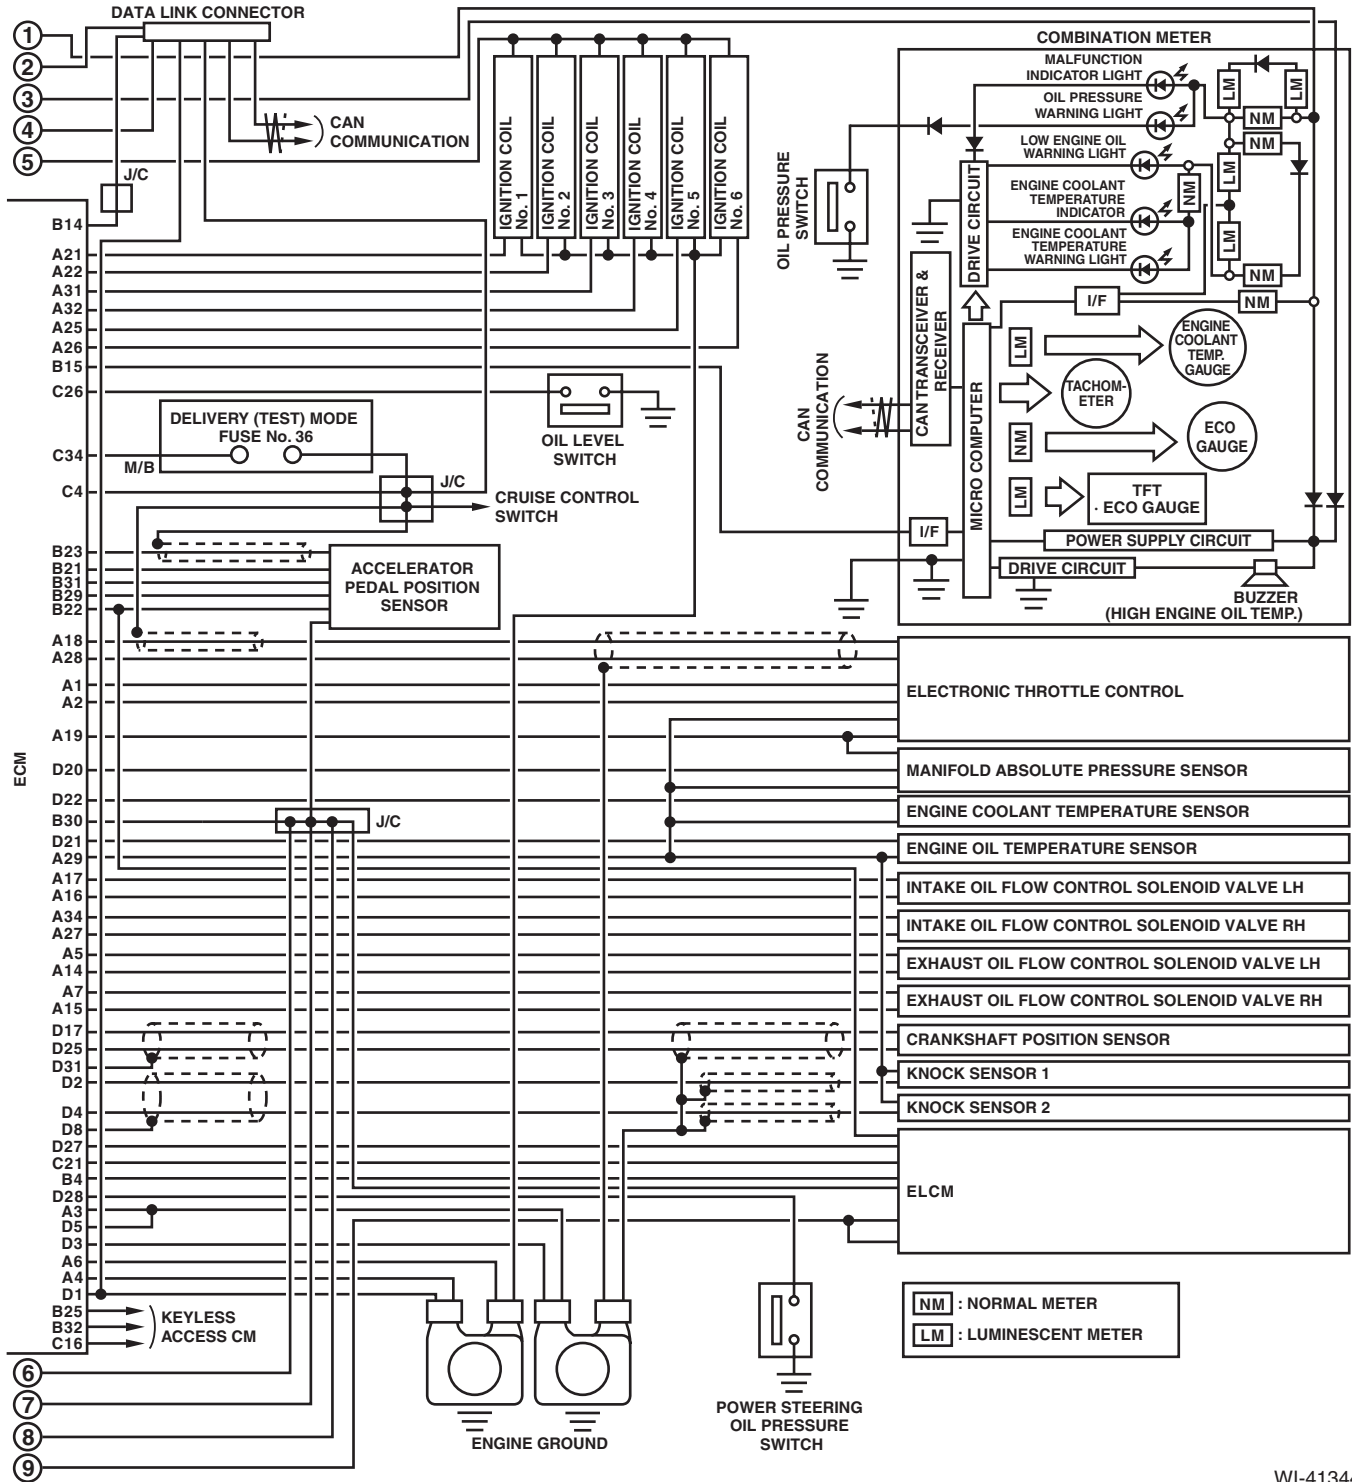 DATA LINK CONNECTOR
1
2
3
4
5
CAN
COMMUNICATION
J/C
IGNITION COIL
No. 1
IGNITION COIL
No. 2
IGNITION COIL
No. 3
IGNITION COIL
No. 4
IGNITION COIL
No. 5
IGNITION COIL
No. 6
OIL PRESSURE
SWITCH
COMBINATION METER
MALFUNCTION
INDICATOR LIGHT
OIL PRESSURE
WARNING LIGHT
LOW ENGINE OIL
WARNING LIGHT
ENGINE COOLANT
TEMPERATURE
INDICATOR
ENGINE COOLANT
TEMPERATURE
WARNING LIGHT
LM
LM
NM
NM
LM
NM
LM
NM
NM
I/F
DRIVE CIRCUIT
CAN TRANSCEIVER &
RECEIVER
MICRO COMPUTER
CAN
COMMUNICATION
LM
ENGINE
COOLANT
TEMP.
GAUGE
TACHOM-
ETER
NM
ECO
GAUGE
LM
TFT
· ECO GAUGE
I/F
POWER SUPPLY CIRCUIT
DRIVE CIRCUIT
BUZZER
(HIGH ENGINE OIL TEMP.)
ECM
B14
A21
A22
A31
A32
A25
A26
B15
C26
C34
C4
B23
B21
B31
B29
B22
A18
A28
A1
A2
A19
D20
D22
B30
D21
A29
A17
A16
A34
A27
A5
A14
A7
A15
D17
D25
D31
D2
D4
D8
D27
C21
B4
D28
A3
D5
D3
A6
A4
D1
B25
B32
C16
DELIVERY (TEST) MODE
FUSE No. 36
M/B
OIL LEVEL
SWITCH
J/C
CRUISE CONTROL
SWITCH
ACCELERATOR
PEDAL POSITION
SENSOR
J/C
ELECTRONIC THROTTLE CONTROL
MANIFOLD ABSOLUTE PRESSURE SENSOR
ENGINE COOLANT TEMPERATURE SENSOR
ENGINE OIL TEMPERATURE SENSOR
INTAKE OIL FLOW CONTROL SOLENOID VALVE LH
INTAKE OIL FLOW CONTROL SOLENOID VALVE RH
EXHAUST OIL FLOW CONTROL SOLENOID VALVE LH
EXHAUST OIL FLOW CONTROL SOLENOID VALVE RH
CRANKSHAFT POSITION SENSOR
KNOCK SENSOR 1
KNOCK SENSOR 2
ELCM
KEYLESS
ACCESS CM
6
7
8
9
ENGINE GROUND
POWER STEERING
OIL PRESSURE
SWITCH
NM : NORMAL METER
LM : LUMINESCENT METER